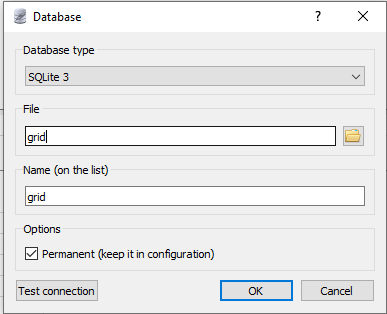 Database
?
Database type
SQLite 3
File
grid
Name (on the list)
grid
Options
Permanent (keep it in configuration)
Test connection
OK
Cancel